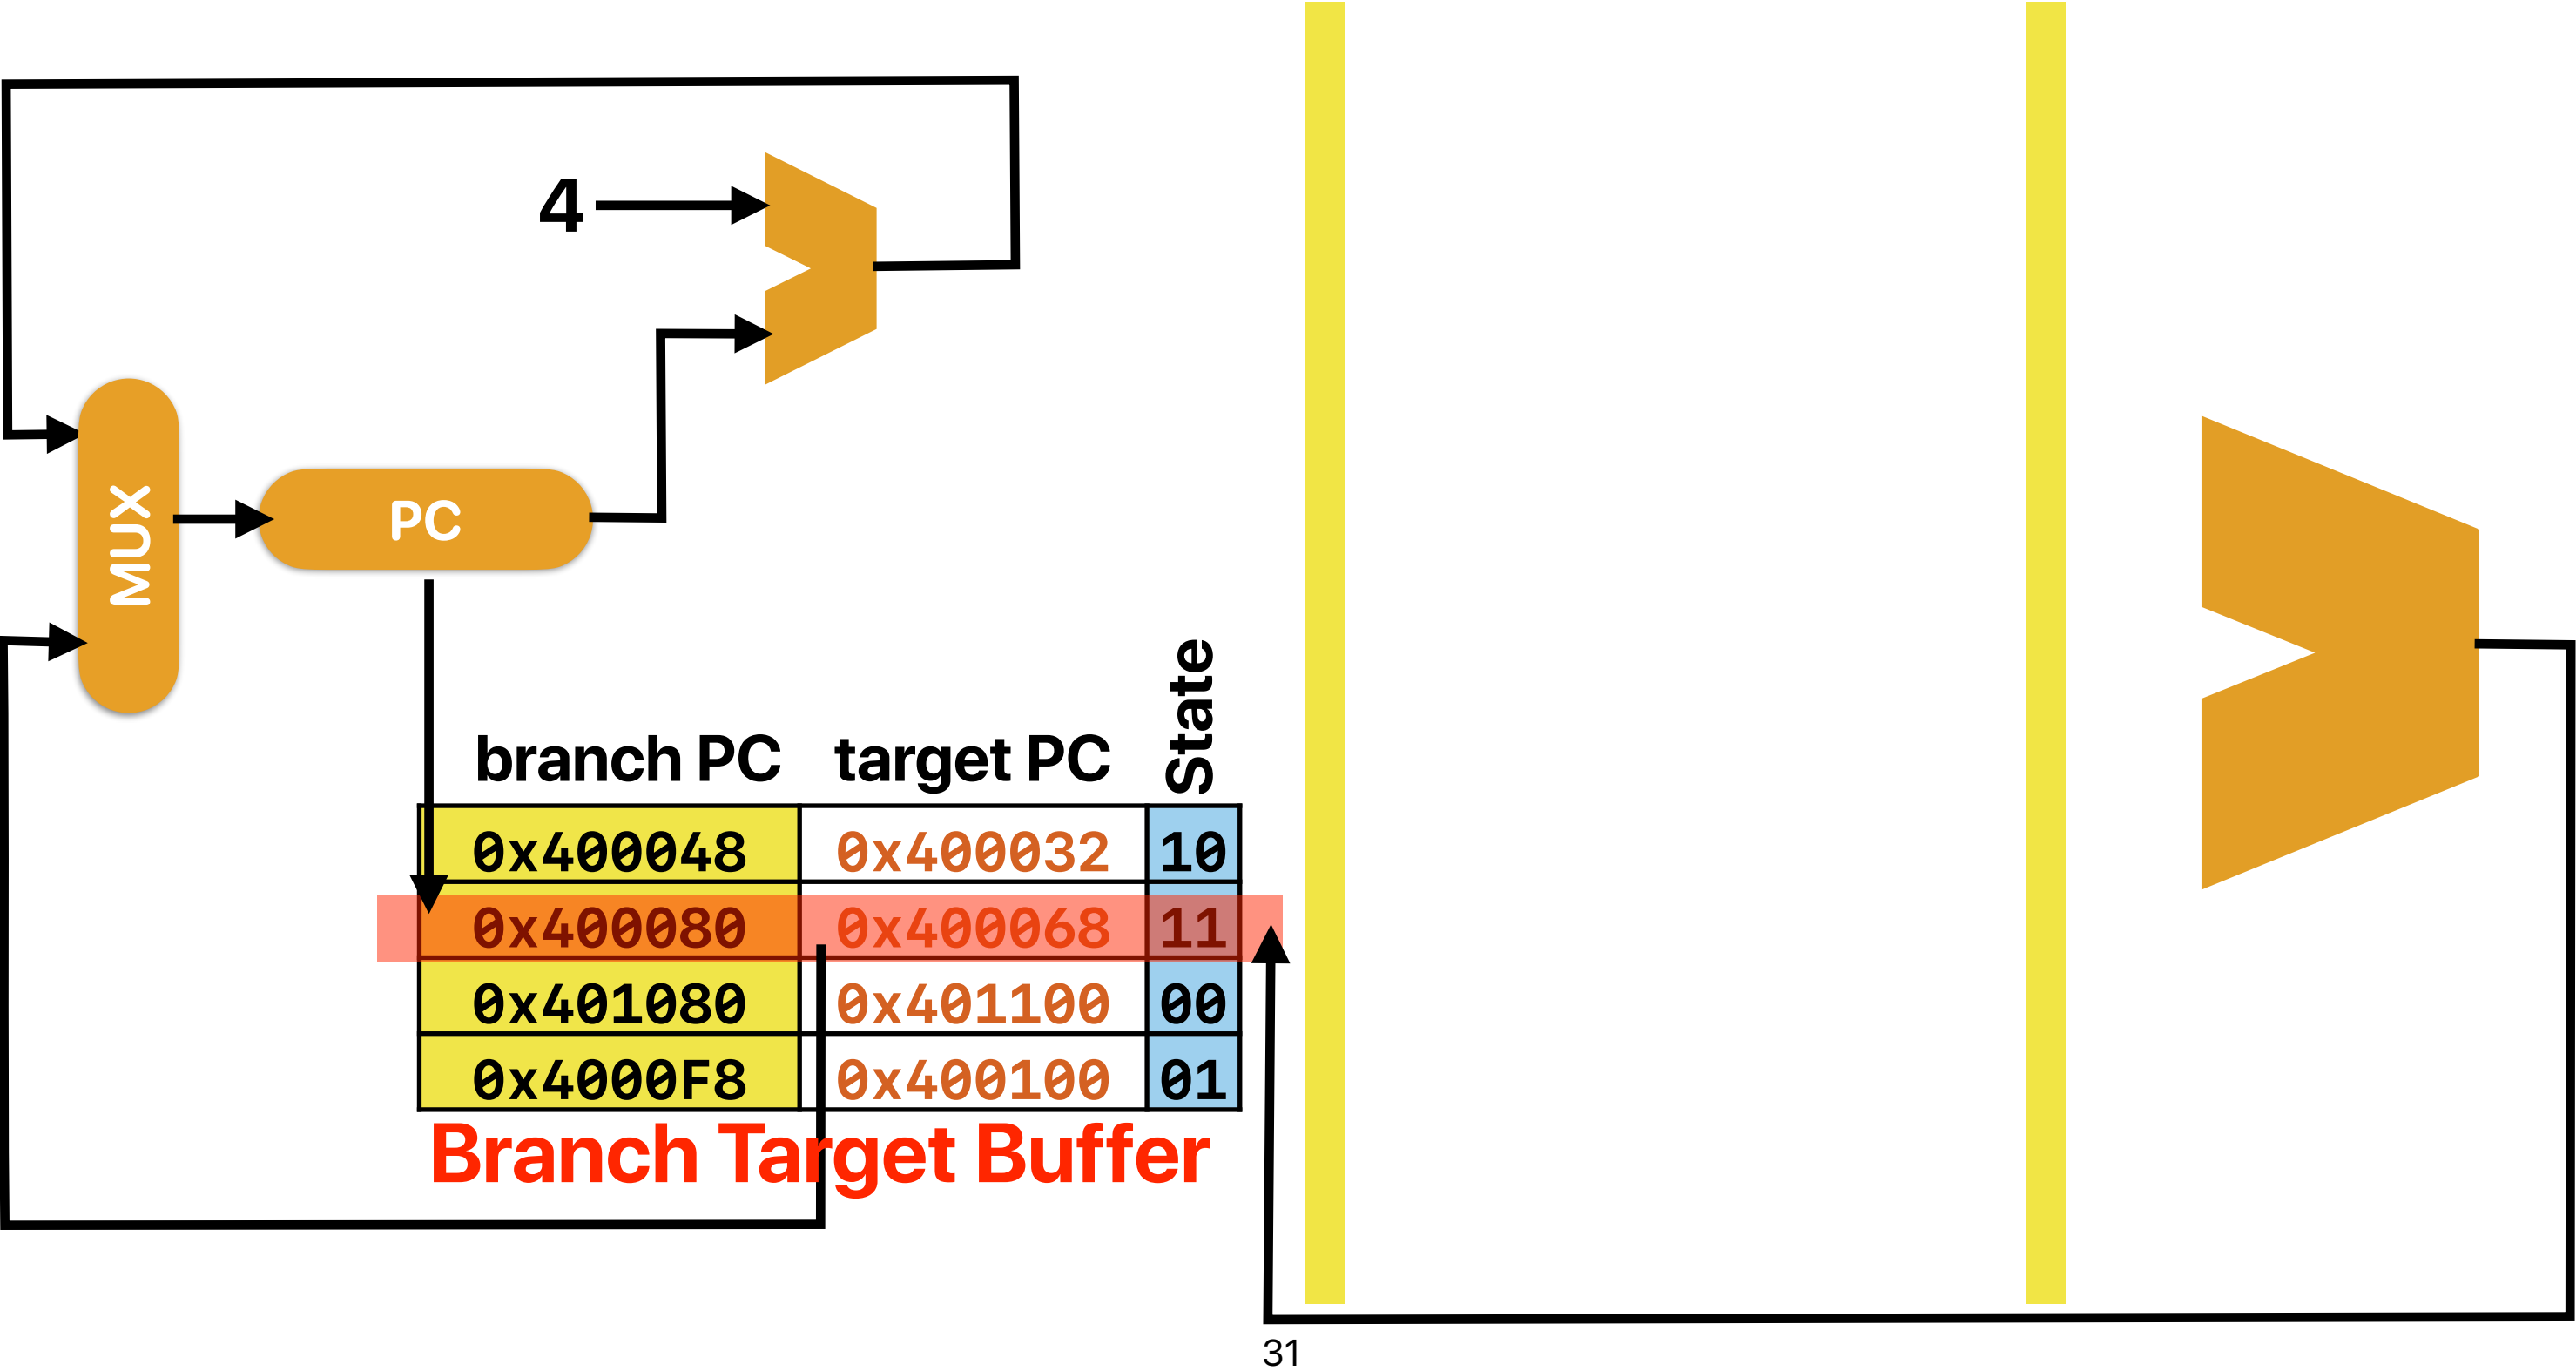 4
MUX
PC
State
branch PC target PC
0x400048 0x400032 10
0x400080 0x400068 11
0x401080 0x401100 00
0x4000F8 0x400100 01
Branch Target Buffer
31